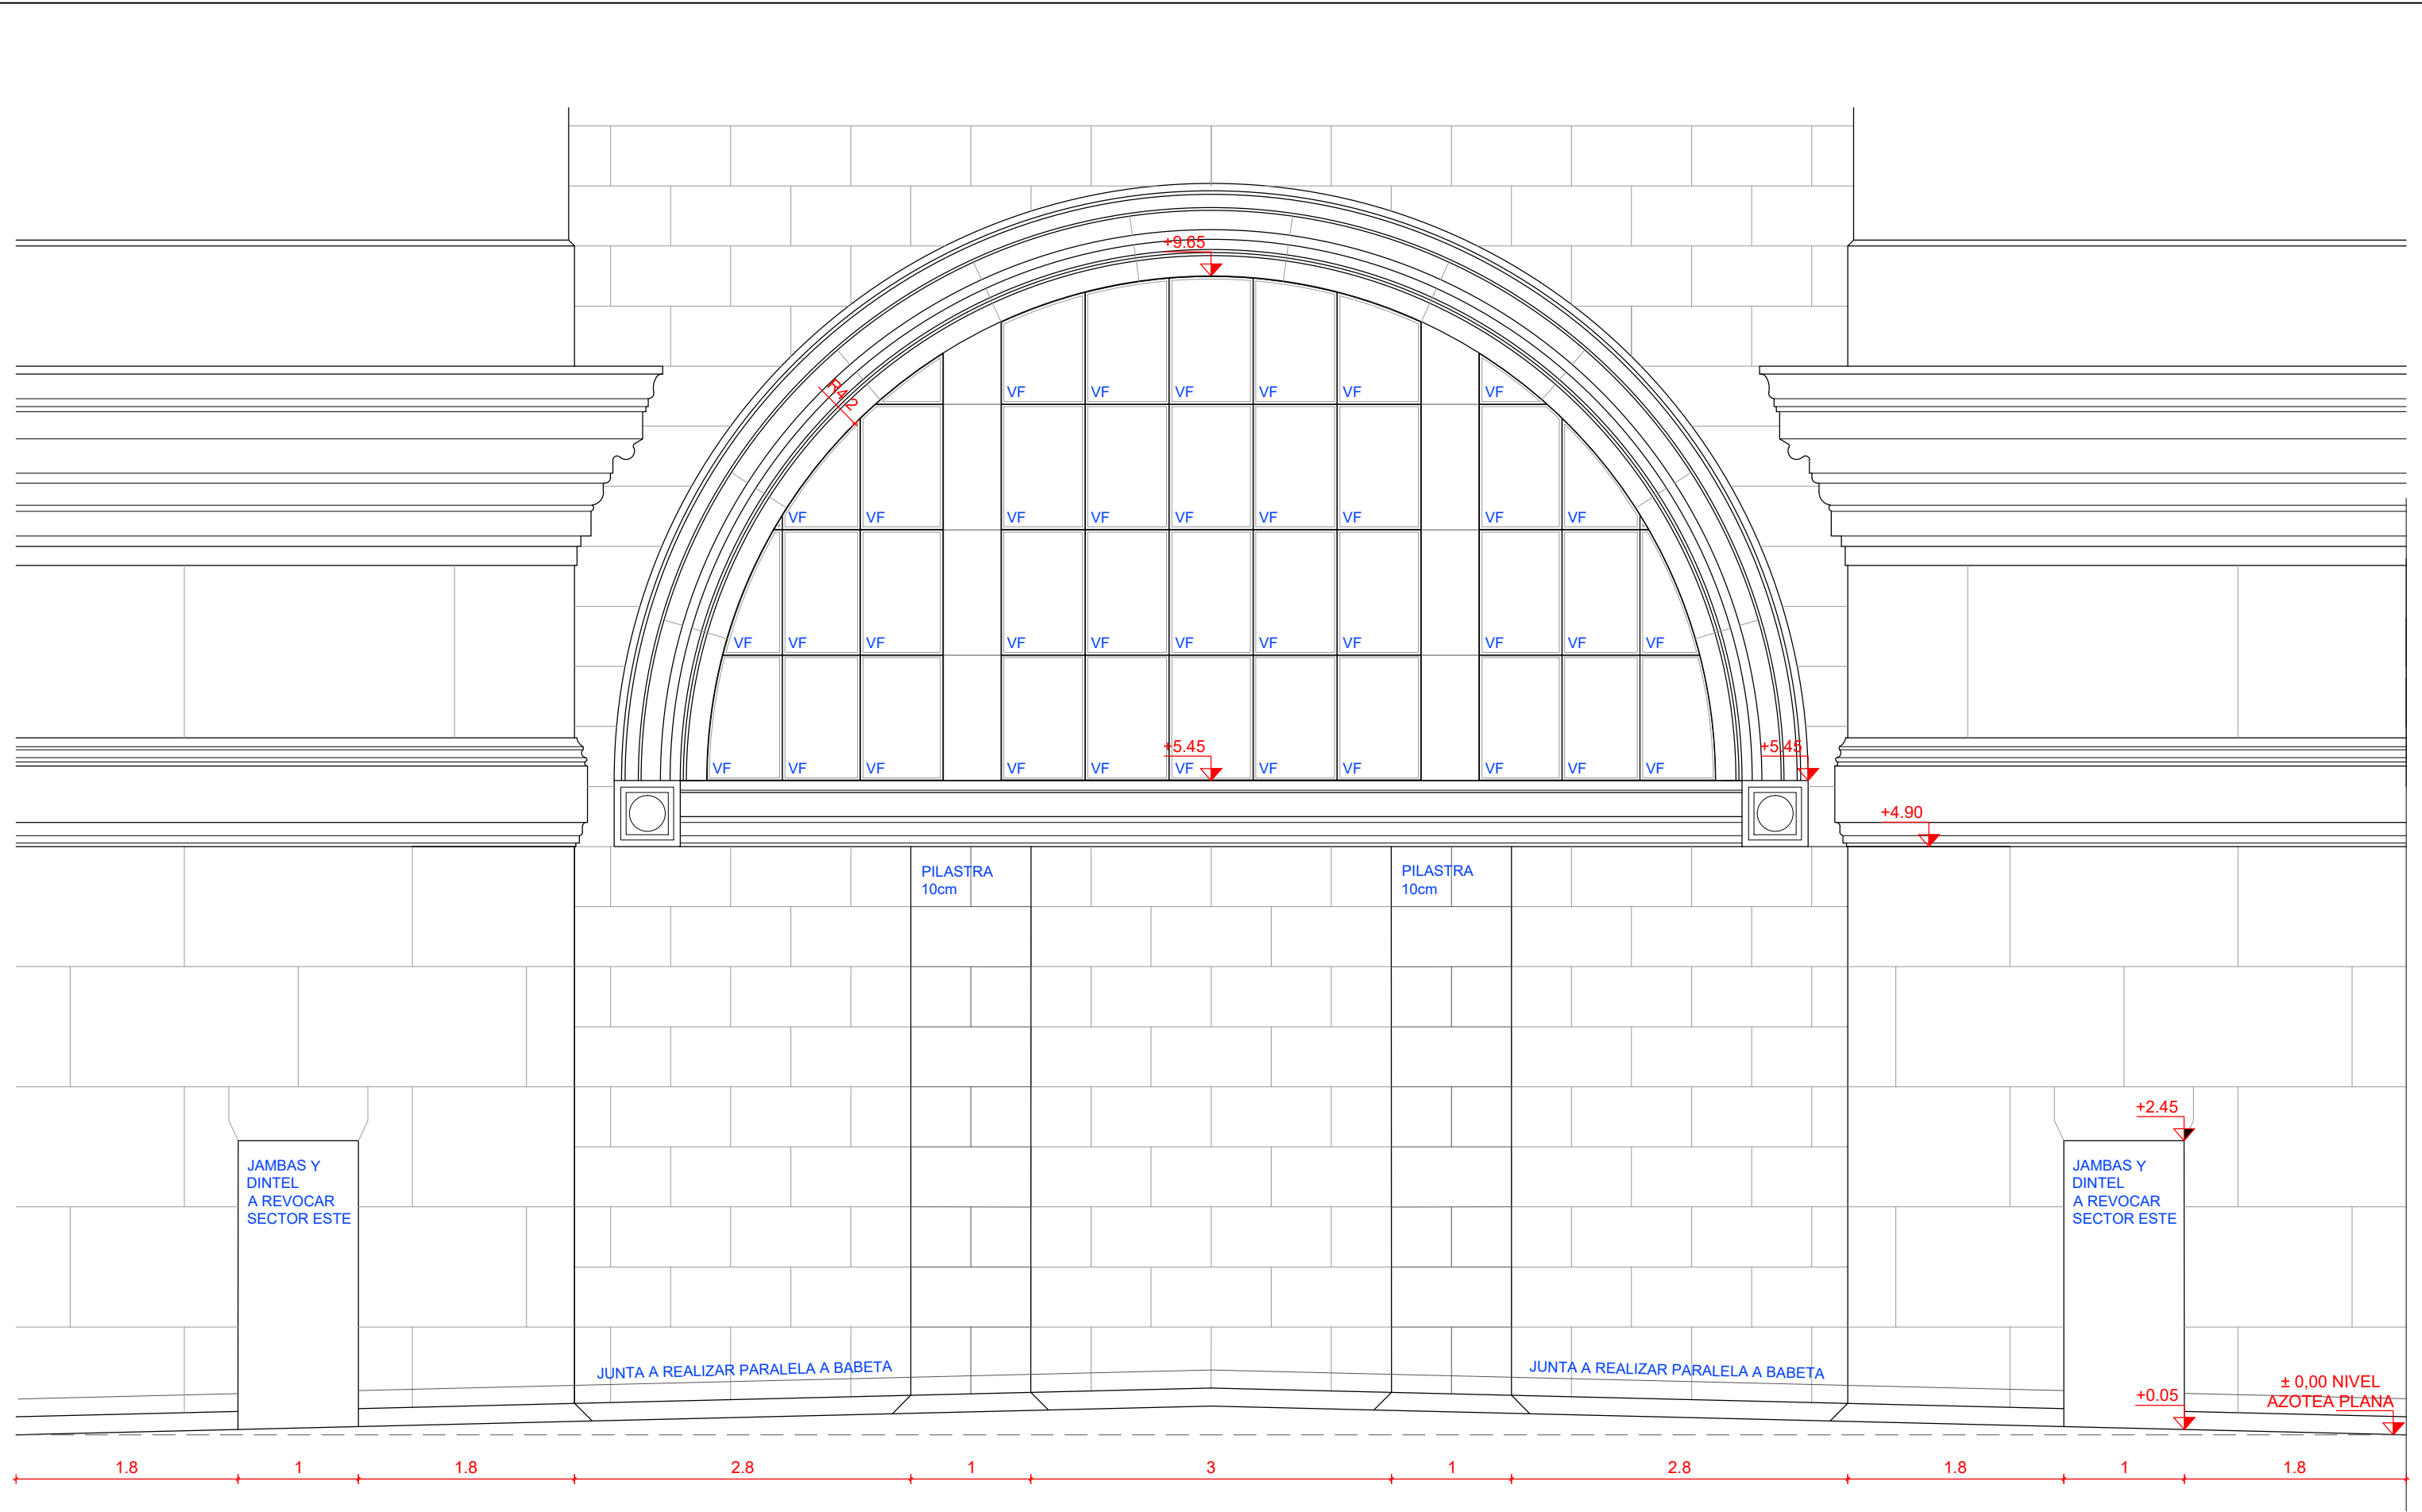 +9.65
R4.2
VF VF VF VF VF VF
VF VF VF VF VF VF VF VF VF
VF VF VF VF VF VF VF VF VF VF VF
+5.45 +5.45
VF VF VF VF VF VF VF VF VF VF VF
+4.90
PILASTRA
10cm
PILASTRA
10cm
+2.45
JAMBAS Y
DINTEL
A REVOCAR
SECTOR ESTE
JAMBAS Y
DINTEL
A REVOCAR
SECTOR ESTE
JUNTA A REALIZAR PARALELA A BABETA
JUNTA A REALIZAR PARALELA A BABETA
+0.05
± 0,00 NIVEL
AZOTEA PLANA
1.8 1 1.8 2.8 1 3 1 2.8 1.8 1 1.8